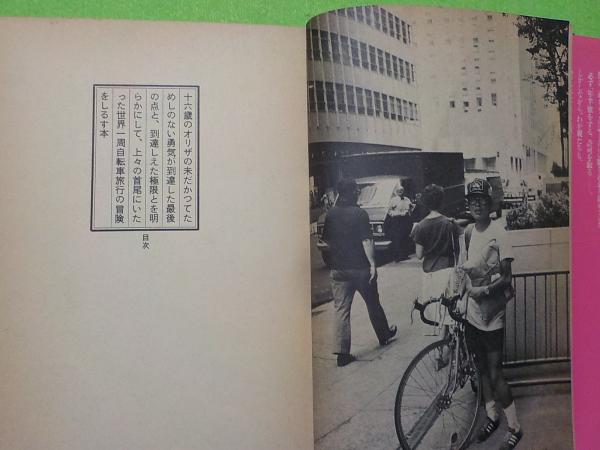 十六歳のオリザの未だかつてた
めしのない勇気が到達した最後
の点と、到達しえた極限とを明
らかにして、上々の首尾にいた
った世界一周自転車旅行の冒険
をしるす本
目次